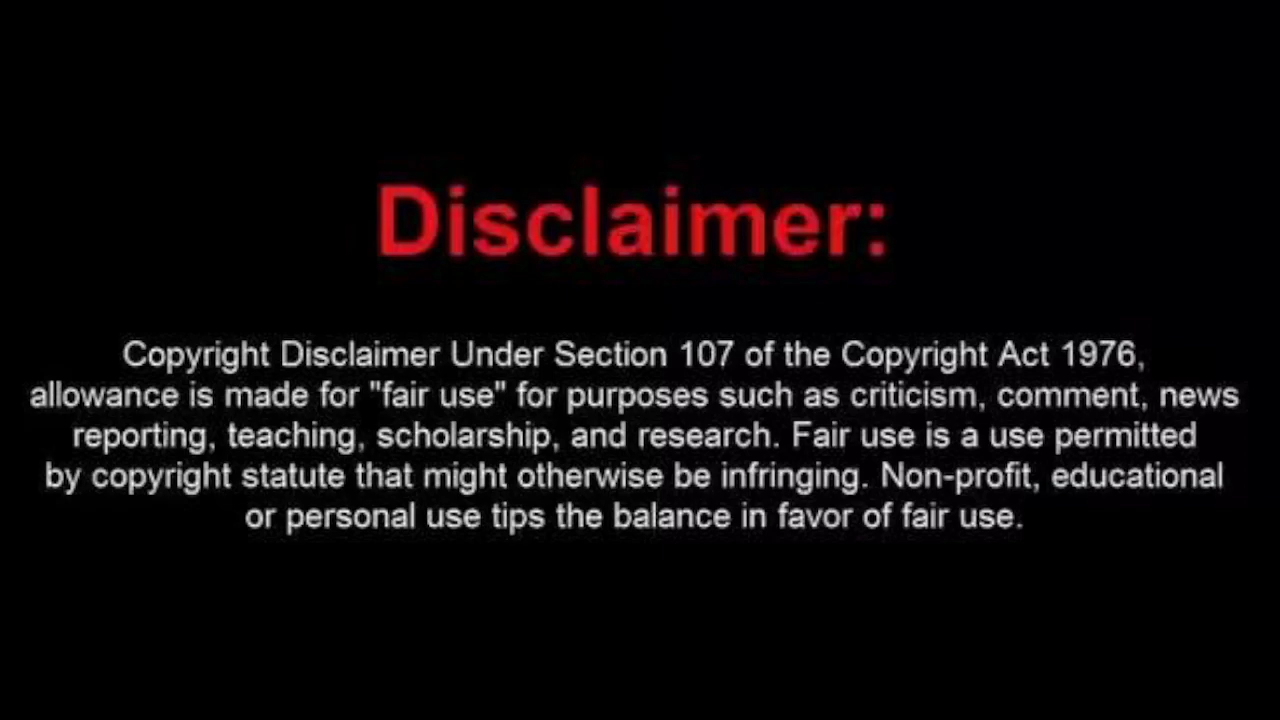 Disclaimer:
Copyright Disclaimer Under Section 107 of the Copyright Act 1976,
allowance is made for "fair use" for purposes such as criticism, comment, news
reporting, teaching, scholarship, and research. Fair use is a use permitted
by copyright statute that might otherwise be infringing. Non-profit, educational
or personal use tips the balance in favor of fair use.